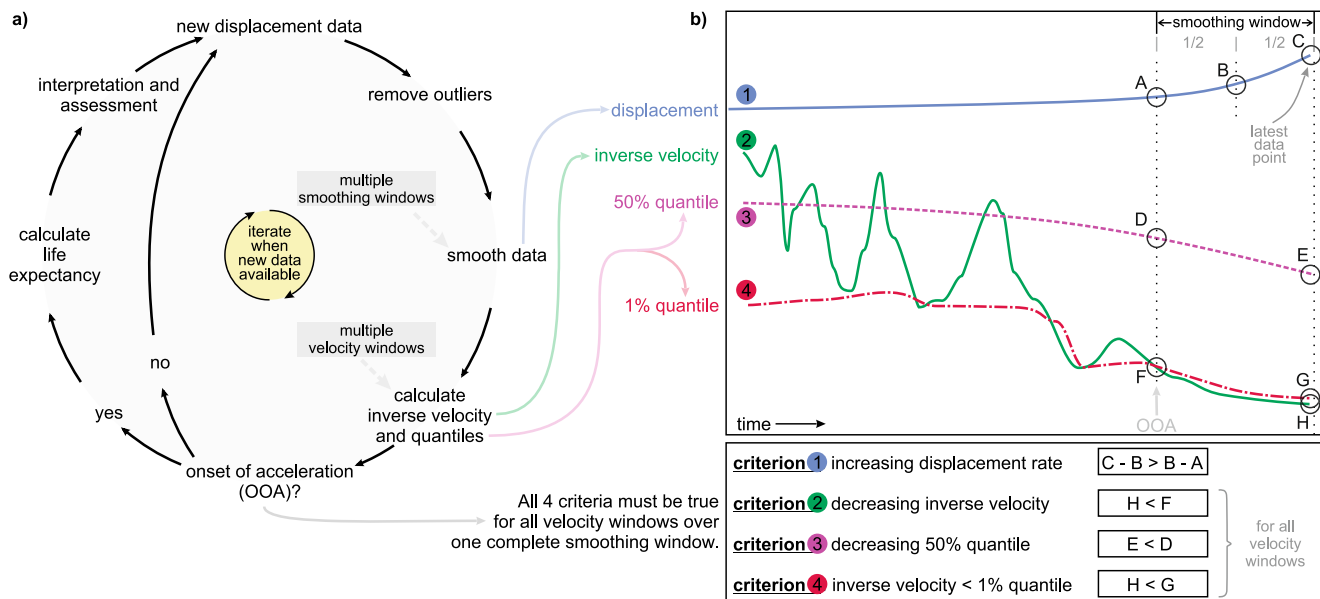 a)
new displacement data
interpretation and
assessment
remove outliers
multiple
smoothing windows
calculate
life
expectancy
iterate
when
new data
available
smooth data
multiple
velocity windows
no
yes
calculate
inverse velocity
and quantiles
onset of acceleration
(OOA)?
All 4 criteria must be true
for all velocity windows over
one complete smoothing window.
displacement
inverse velocity
50% quantile
1% quantile
b)
smoothing window
1/2
1/2
C
B
A
1
latest
data
point
2
3
D
E
4
F
G
H
OOA
time
criterion 1 increasing displacement rate
C - B > B - A
criterion 2 decreasing inverse velocity
H < F
criterion 3 decreasing 50% quantile
E < D
criterion 4 inverse velocity < 1% quantile
H < G
for all
velocity
windows